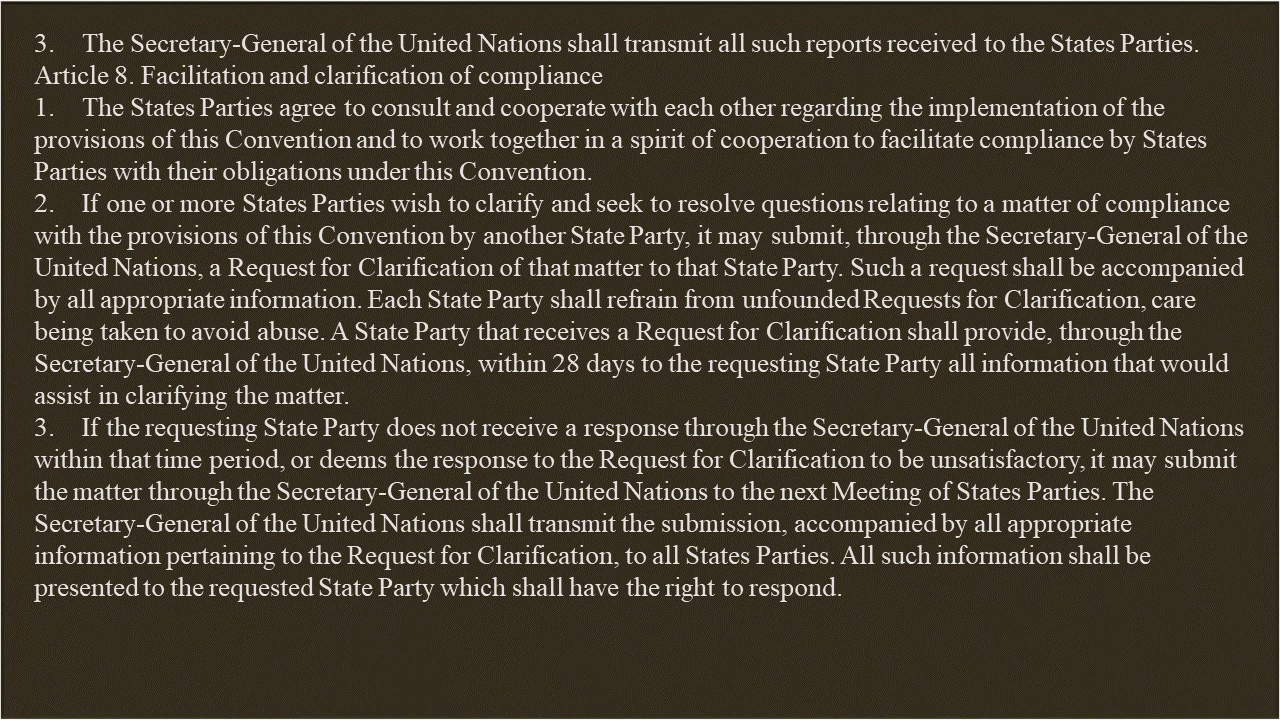 3. The Secretary-General of the United Nations shall transmit all such reports received to the States Parties.
Article 8. Facilitation and clarification of compliance
1. The States Parties agree to consult and cooperate with each other regarding the implementation of the
provisions of this Convention and to work together in a spirit of cooperation to facilitate compliance by States
Parties with their obligations under this Convention.
2. If one or more States Parties wish to clarify and seek to resolve questions relating to a matter of compliance
with the provisions of this Convention by another State Party, it may submit, through the Secretary-General of the
United Nations, a Request for Clarification of that matter to that State Party. Such a request shall be accompanied
by all appropriate information. Each State Party shall refrain from unfounded Requests for Clarification, care
being taken to avoid abuse. A State Party that receives a Request for Clarification shall provide, through the
Secretary-General of the United Nations, within 28 days to the requesting State Party all information that would
assist in clarifying the matter.
3. If the requesting State Party does not receive a response through the Secretary-General of the United Nations
within that time period, or deems the response to the Request for Clarification to be unsatisfactory, it may submit
the matter through the Secretary-General of the United Nations to the next Meeting of States Parties. The
Secretary-General of the United Nations shall transmit the submission, accompanied by all appropriate
information pertaining to the Request for Clarification, to all States Parties. All such information shall be
presented to the requested State Party which shall have the right to respond.